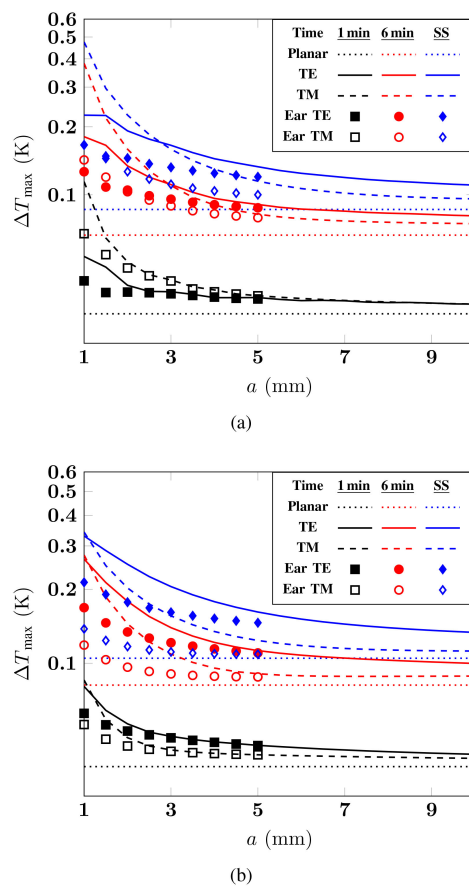 0.6
0.5
0.4
0.3
0.2
0.1
ΔT_max (K)
Time 1 min 6 min SS
Planar
TE
TM
Ear TE
Ear TM
1 3 5 7 9
a (mm)
(a)
0.6
0.5
0.4
0.3
0.2
0.1
ΔT_max (K)
Time 1 min 6 min SS
Planar
TE
TM
Ear TE
Ear TM
1 3 5 7 9
a (mm)
(b)